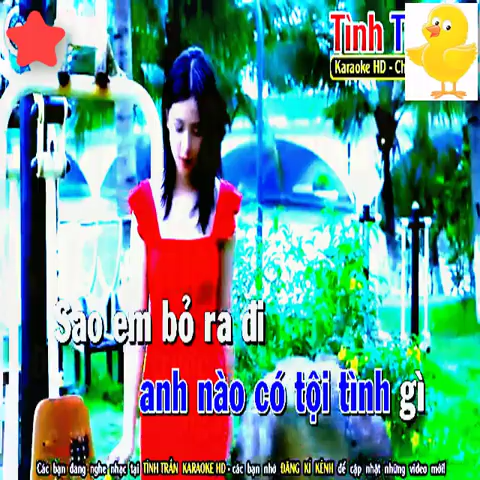 Tình T
Karaoke HD - Ch
Sao em bỏ ra đi
anh nào có tội tình gì
Các bạn đang nghe nhạc tại TÌNH TRẦN KARAOKE HD - các bạn nhớ ĐĂNG KÍ KÊNH để cập nhật những video mới!